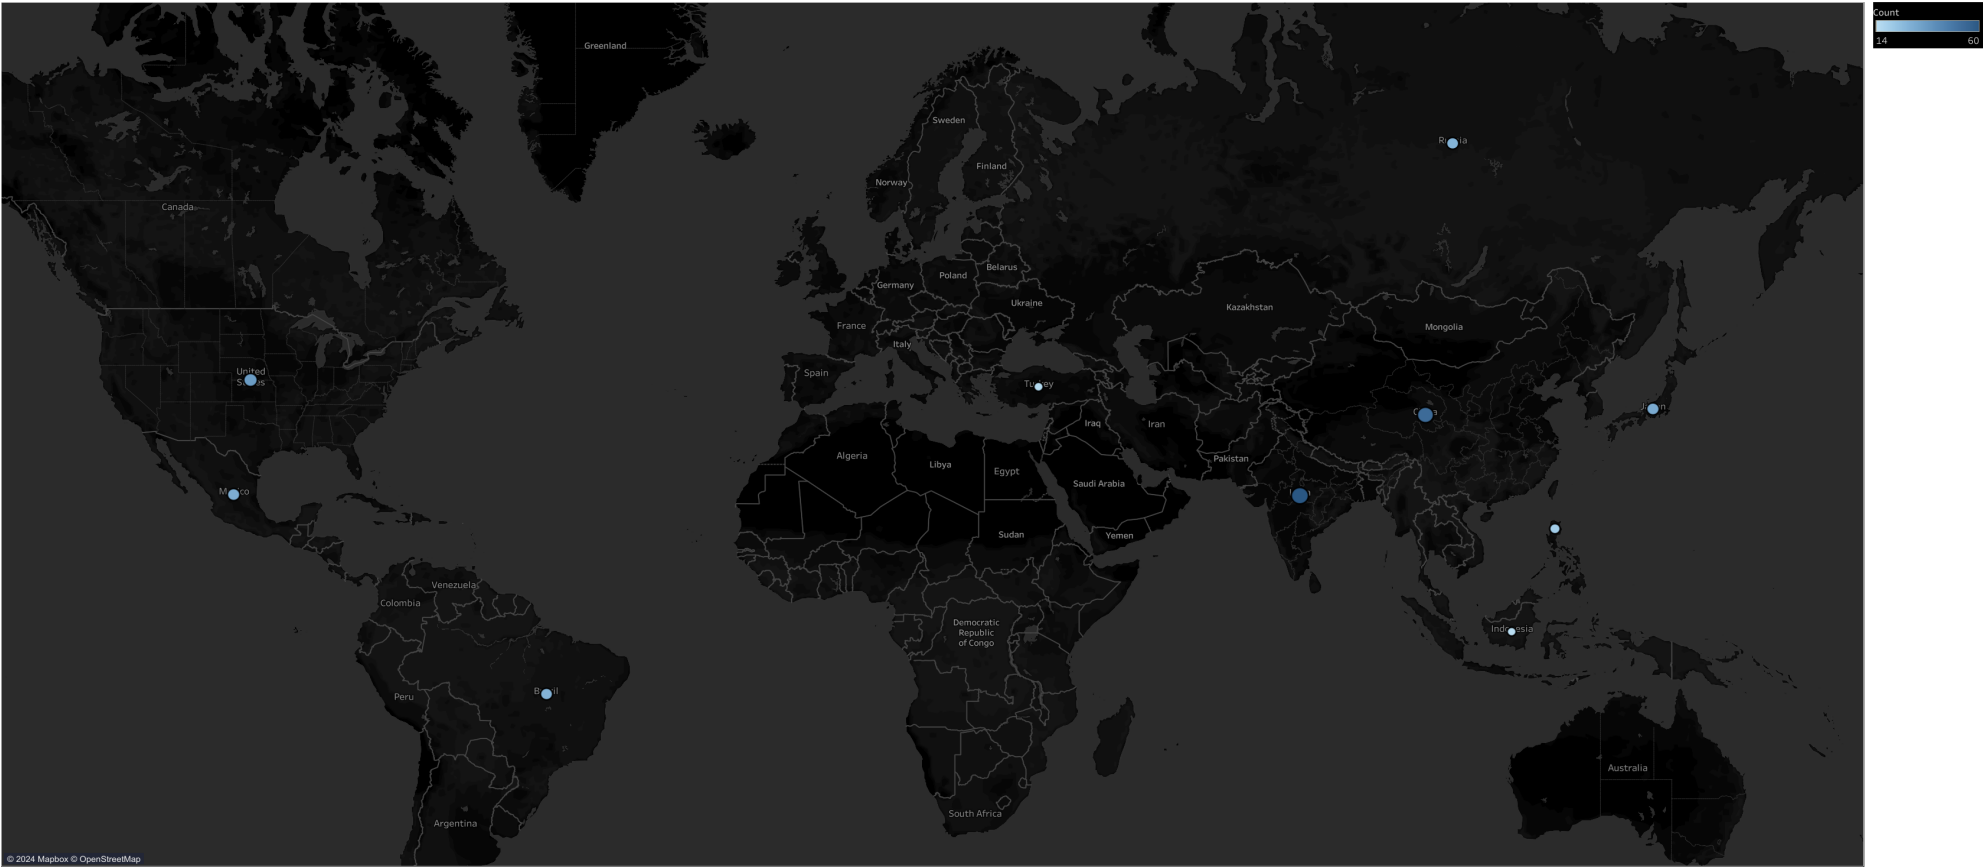 Count
14 60
Greenland
Sweden
Finland
Norway
Canada
Belarus
Poland
Germany
Ukraine
Kazakhstan
France
Mongolia
Italy
United
Spain
Iraq
Iran
Algeria
Pakistan
Libya
Egypt
Saudi Arabia
Sudan
Yemen
Venezuela
Colombia
Democratic
Republic
of Congo
Peru
Australia
South Africa
Argentina
© 2024 Mapbox © OpenStreetMap